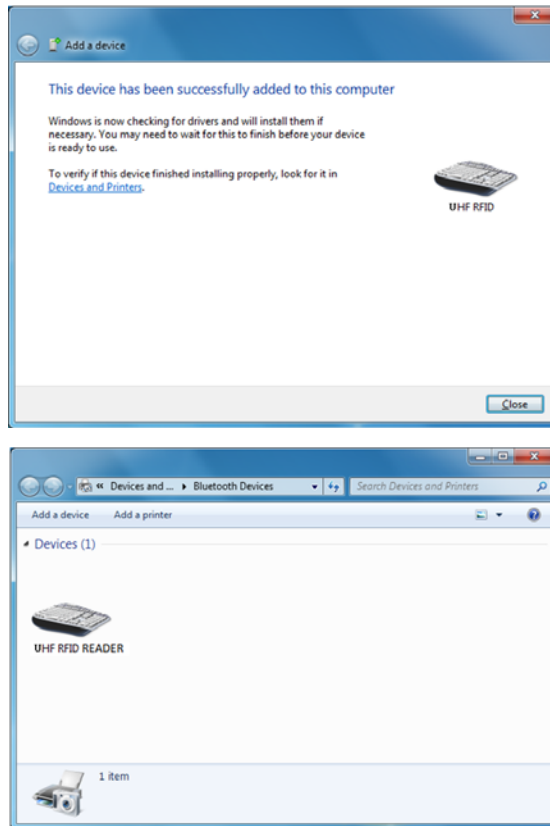 Add a device
This device has been successfully added to this computer
Windows is now checking for drivers and will install them if
necessary. You may need to wait for this to finish before your device
is ready to use.
To verify if this device finished installing properly, look for it in
Devices and Printers.
UHF RFID
Close
« Devices and ... Bluetooth Devices
Search Devices and Printers
Add a device Add a printer
Devices (1)
UHF RFID READER
1 item